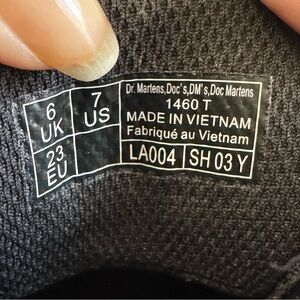 6
UK
7
US
23
EU
Dr. Martens,Doc's,DM's,Doc Martens
1460 T
MADE IN VIETNAM
Fabriqué au Vietnam
LA004 SH 03 Y